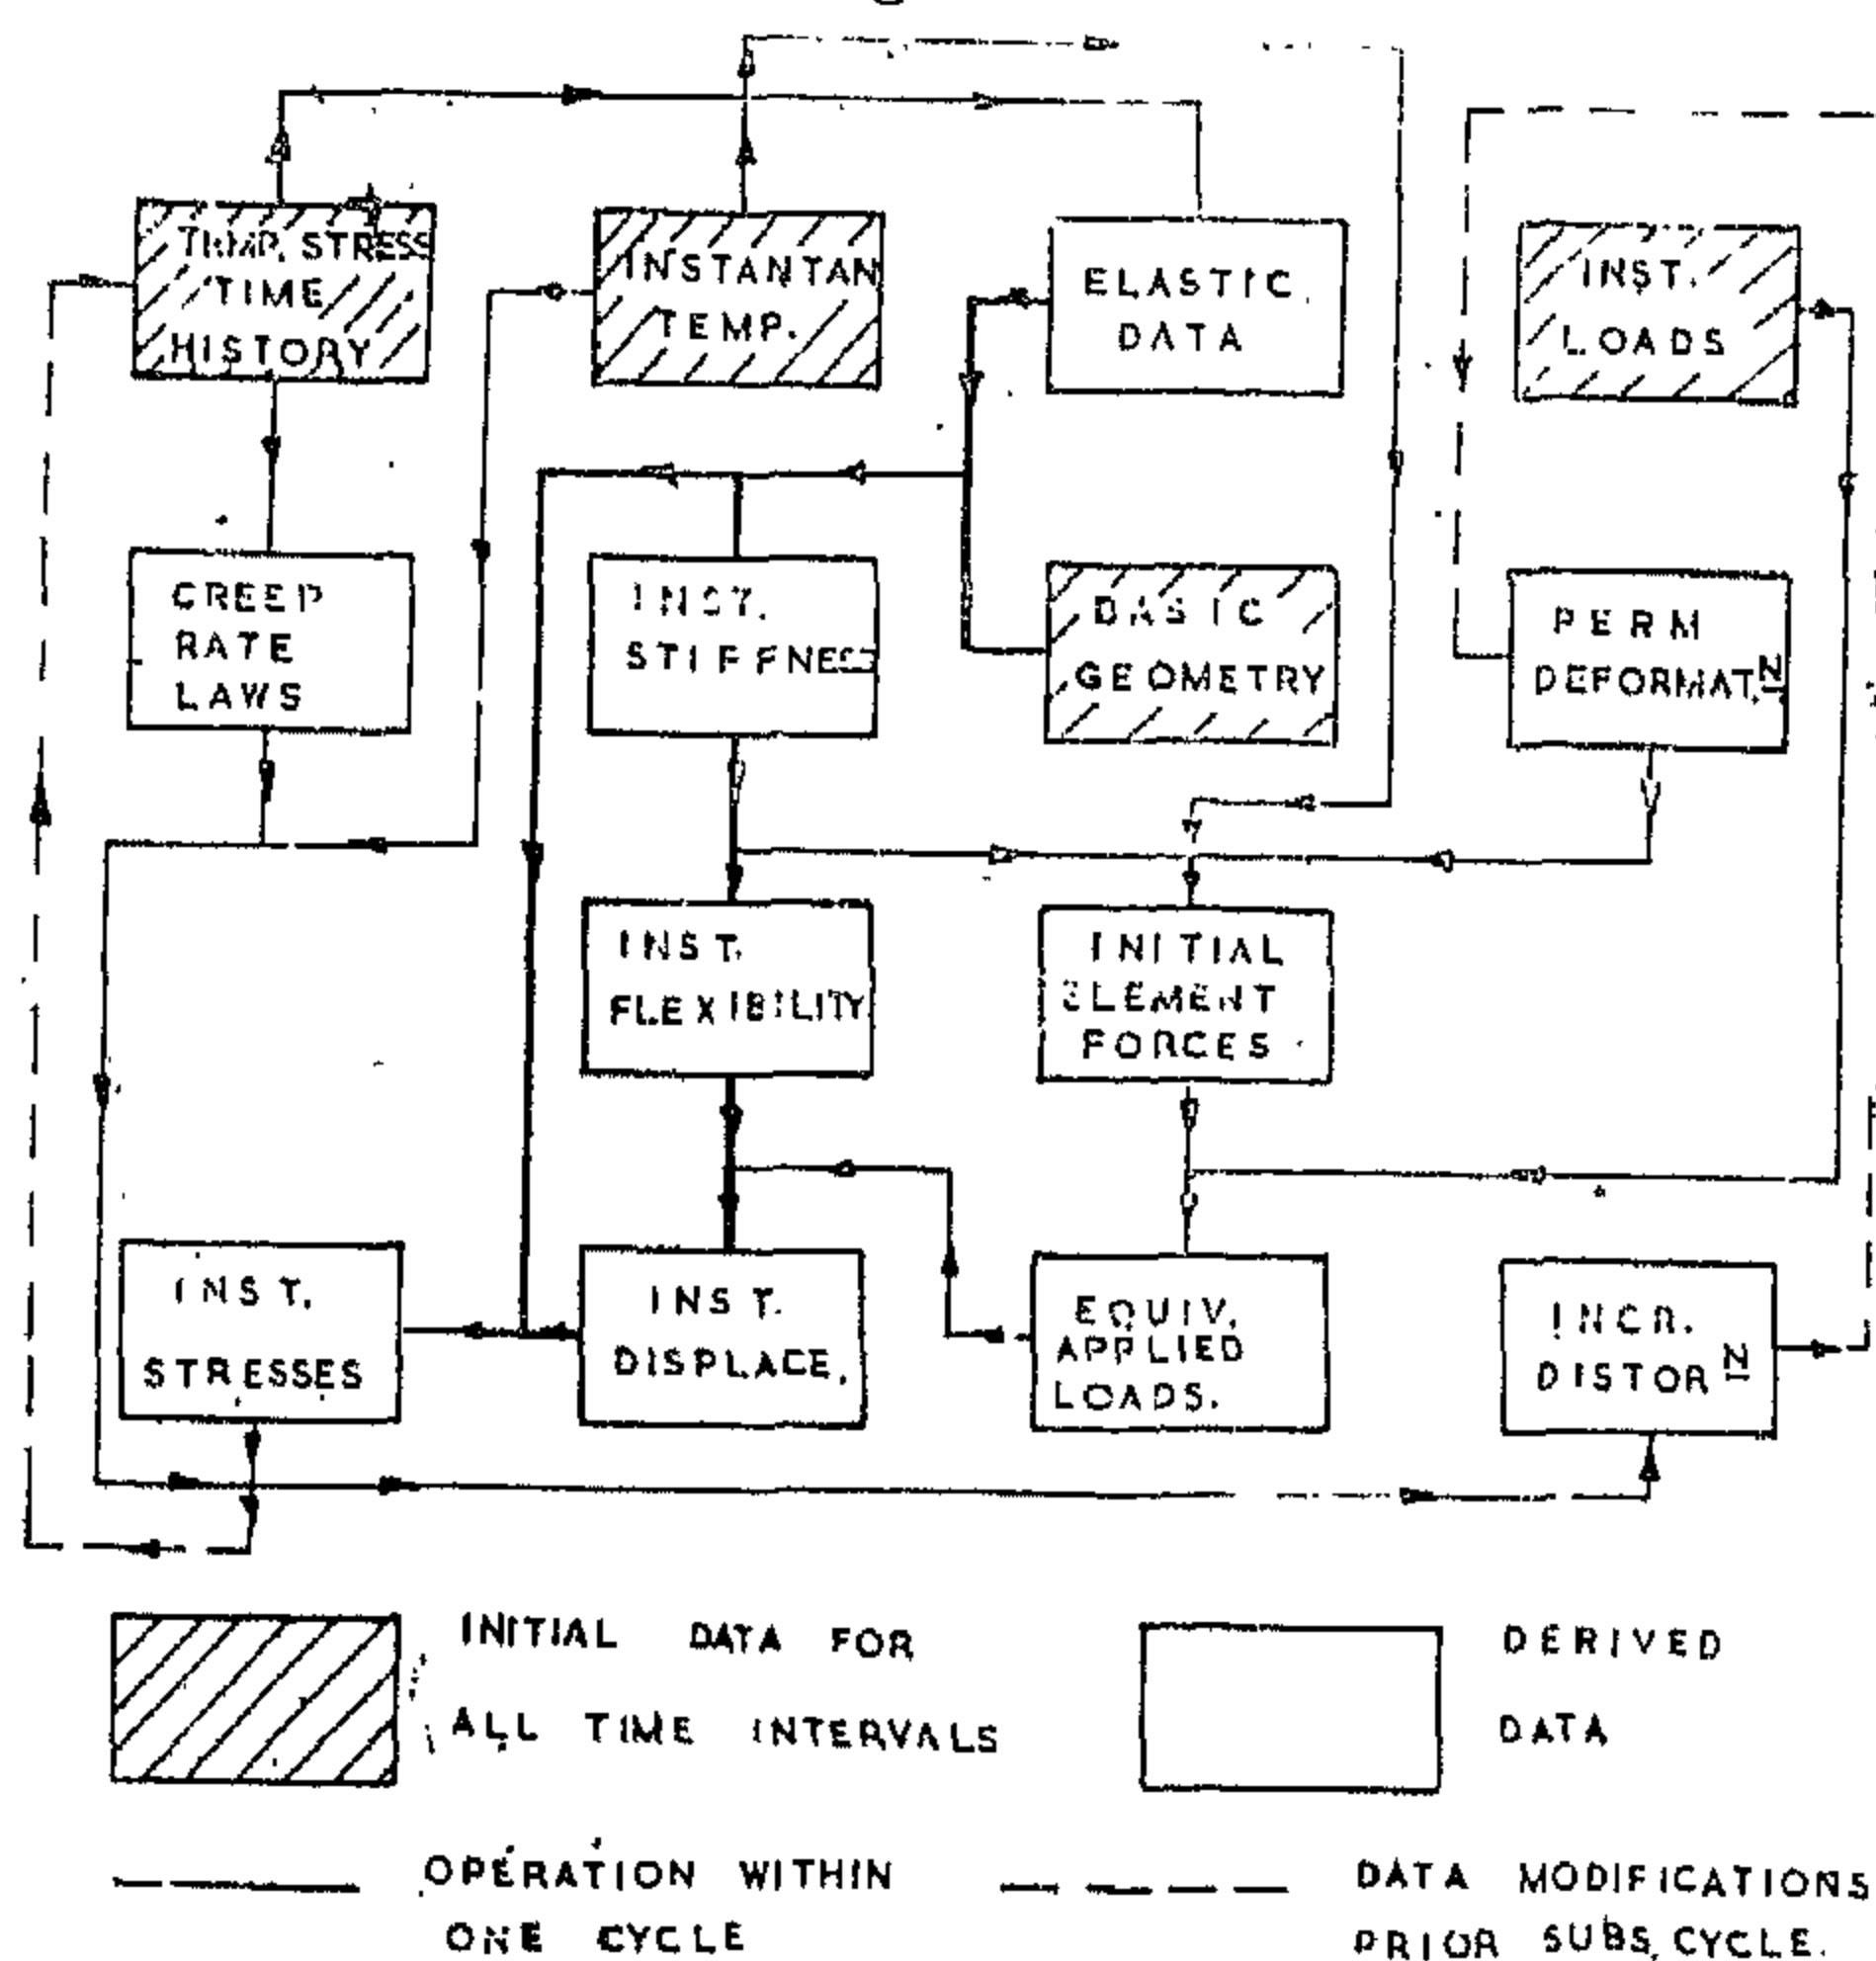 TEMP. STRESS
TIME
HISTORY
INSTANTAN
TEMP.
ELASTIC
DATA
INST.
LOADS
CREEP
RATE
LAWS
INST.
STIFFNESS
BASIC
GEOMETRY
PERM
DEFORMAT.N
INST.
FLEXIBILITY
INITIAL
ELEMENT
FORCES
INST.
STRESSES
INST.
DISPLACE.
EQUIV.
APPLIED
LOADS.
INCR.
DISTORN
INITIAL DATA FOR
ALL TIME INTERVALS
DERIVED
DATA
OPERATION WITHIN
ONE CYCLE
DATA MODIFICATIONS
PRIOR SUBS. CYCLE.